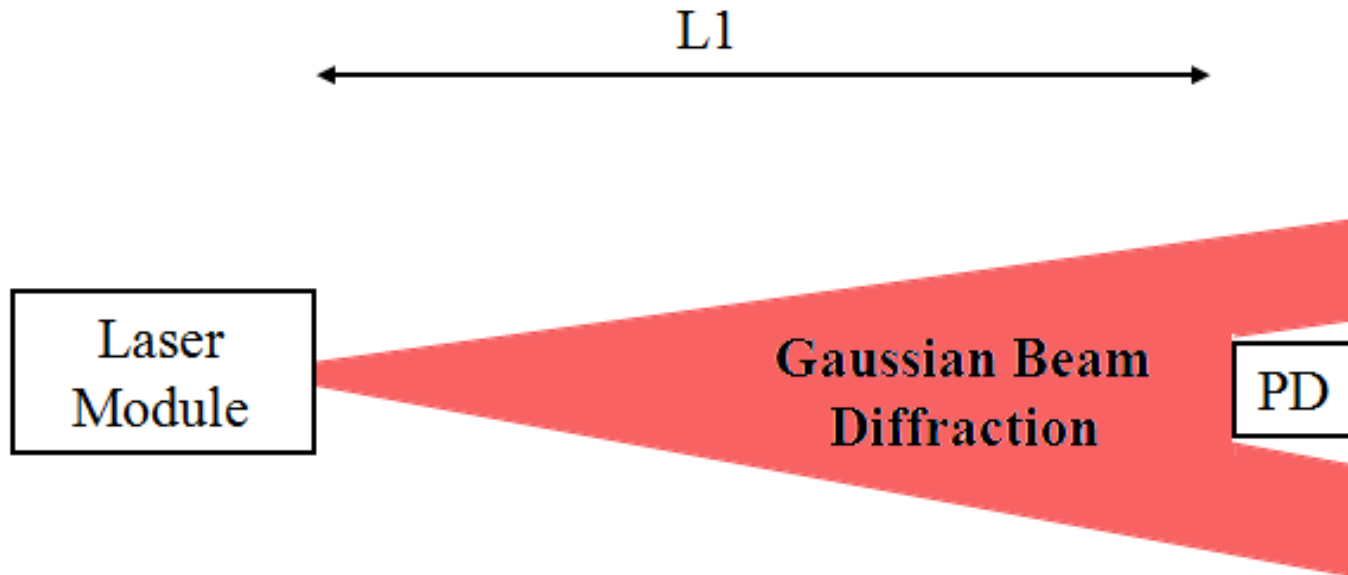 L1
Laser
Module
Gaussian Beam
Diffraction
PD